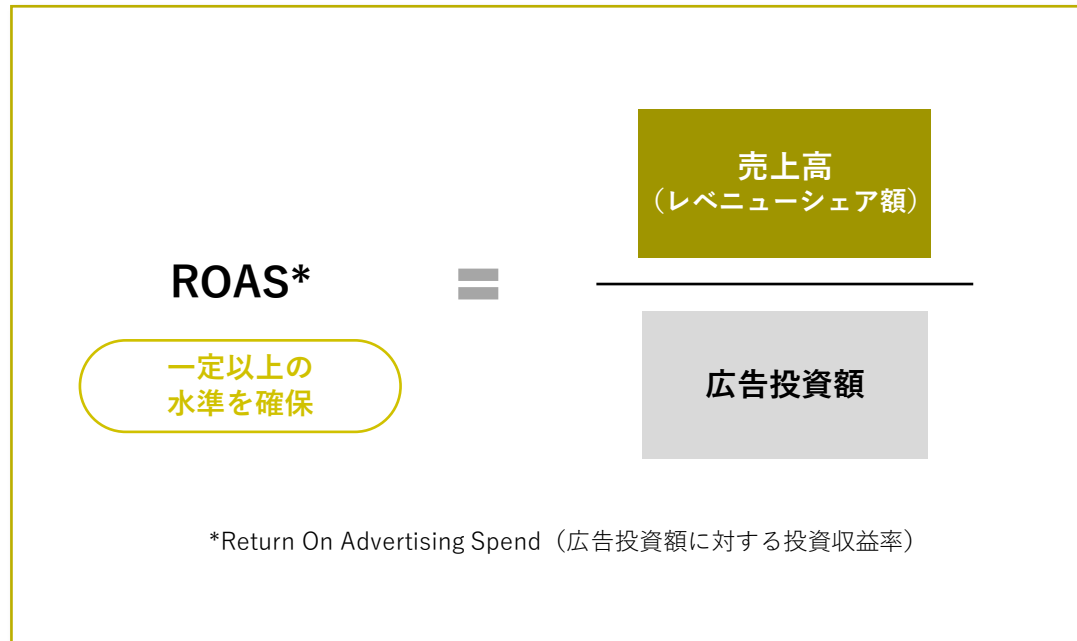 売上高
（レベニューシェア額）
ROAS*
=
一定以上の
水準を確保
広告投資額
*Return On Advertising Spend（広告投資額に対する投資収益率）